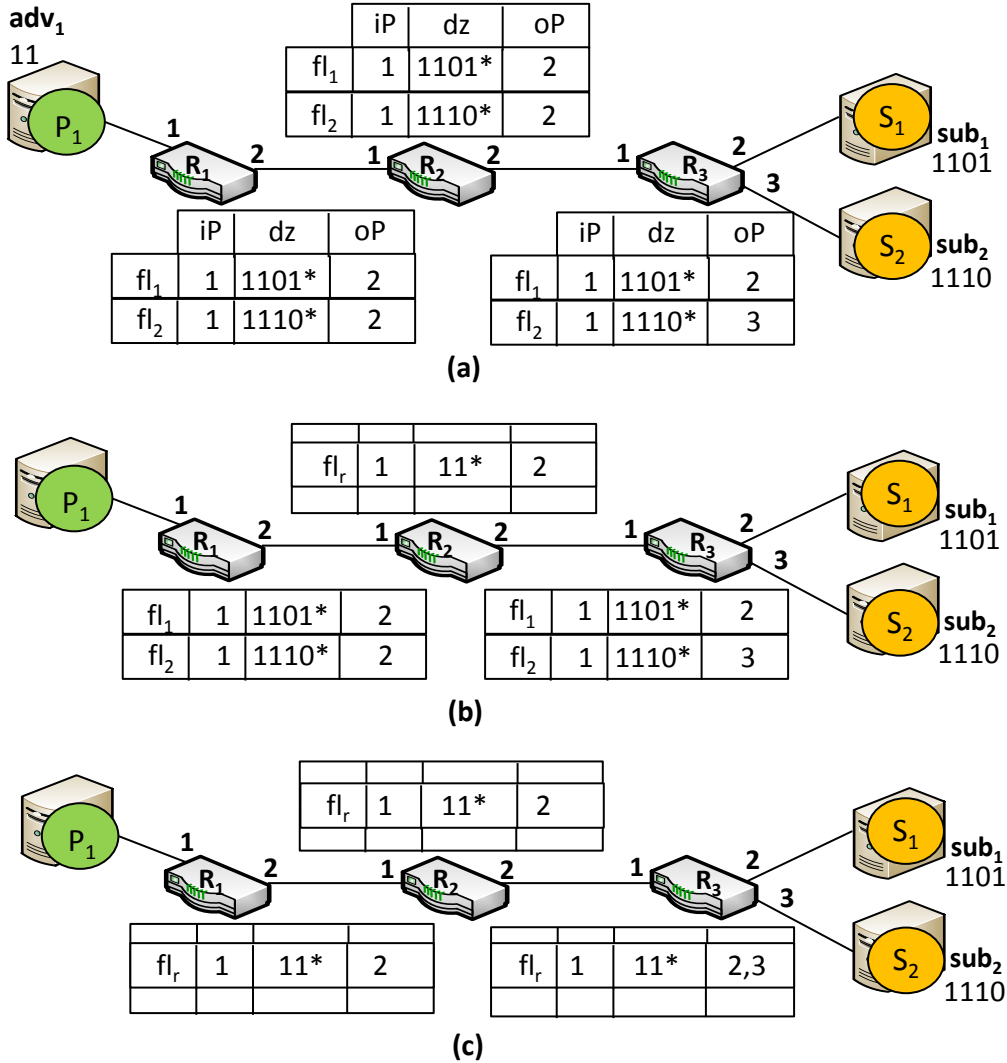 adv1
11
P1
iP dz oP
fl1 1 1101* 2
fl2 1 1110* 2
1 R1 2
1 R2 2
1 R3 2
3
S1
sub1
1101
S2
sub2
1110
iP dz oP
fl1 1 1101* 2
fl2 1 1110* 2
iP dz oP
fl1 1 1101* 2
fl2 1 1110* 3
(a)
P1
flr 1 11* 2
1 R1 2
1 R2 2
1 R3 2
3
S1
sub1
1101
S2
sub2
1110
fl1 1 1101* 2
fl2 1 1110* 2
fl1 1 1101* 2
fl2 1 1110* 3
(b)
P1
flr 1 11* 2
1 R1 2
1 R2 2
1 R3 2
3
S1
sub1
1101
S2
sub2
1110
flr 1 11* 2
flr 1 11* 2,3
(c)